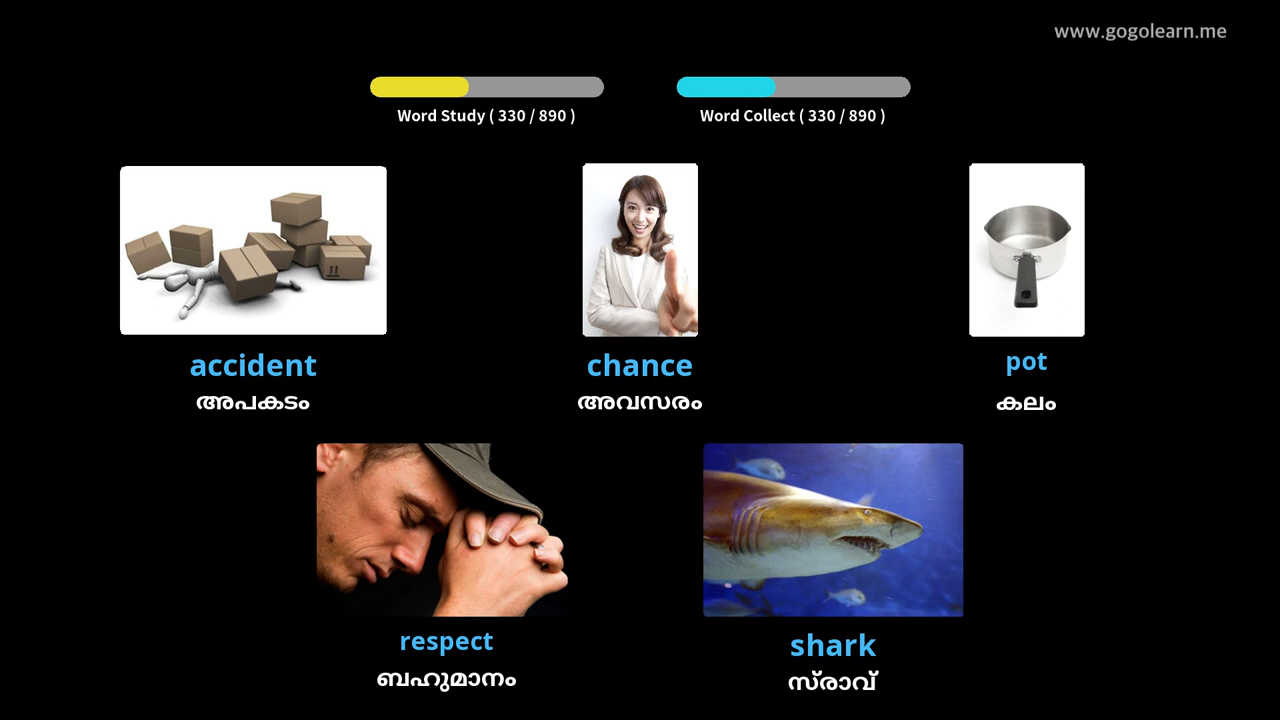 www.gogolearn.me
Word Study ( 330 / 890 )
Word Collect ( 330 / 890 )
accident
അപകടം
chance
അവസരം
pot
കലം
respect
ബഹുമാനം
shark
സ്രാവ്